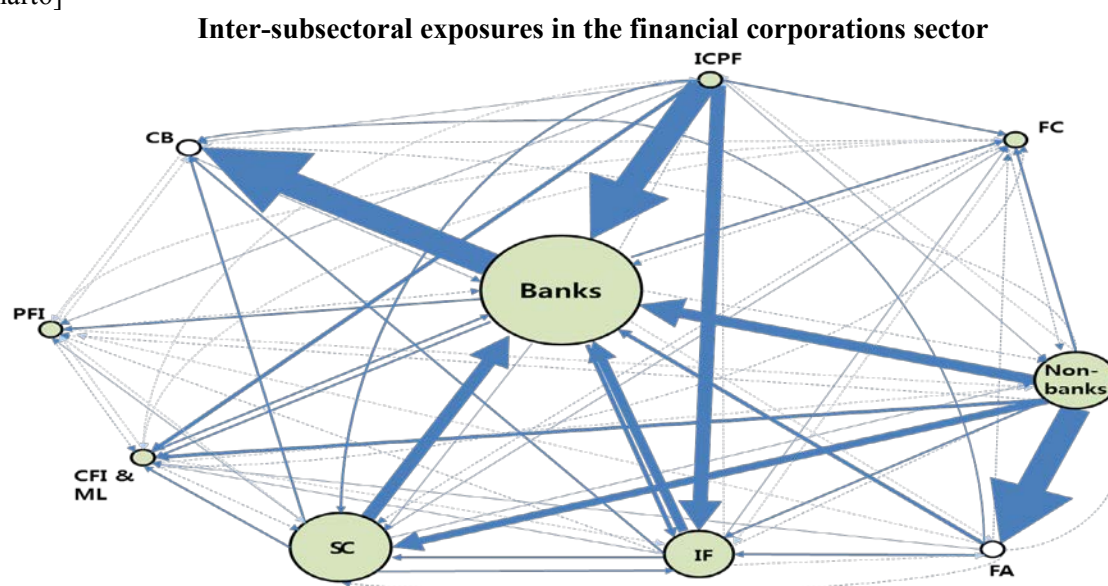 harto]
Inter-subsectoral exposures in the financial corporations sector
ICPF
CB
FC
Banks
PFI
Non-
banks
CFI &
ML
SC
IF
FA